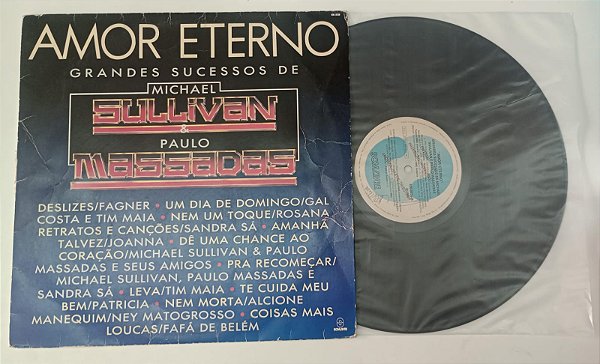 AMOR ETERNO
GRANDES SUCESSOS DE
MICHAEL
SULLIVAN
&
PAULO
MASSADAS
DESLIZES/FAGNER • UM DIA DE DOMINGO/GAL
COSTA E TIM MAIA • NEM UM TOQUE/ROSANA
RETRATOS E CANÇÕES/SANDRA SÁ • AMANHÃ
TALVEZ/JOANNA • DÊ UMA CHANCE AO
CORAÇÃO/MICHAEL SULLIVAN & PAULO
MASSADAS E SEUS AMIGOS • PRA RECOMEÇAR/
MICHAEL SULLIVAN, PAULO MASSADAS E
SANDRA SÁ • LEVA/TIM MAIA • TE CUIDA MEU
BEM/PATRICIA • NEM MORTA/ALCIONE
MANEQUIM/NEY MATOGROSSO • COISAS MAIS
LOUCAS/FAFÁ DE BELÉM